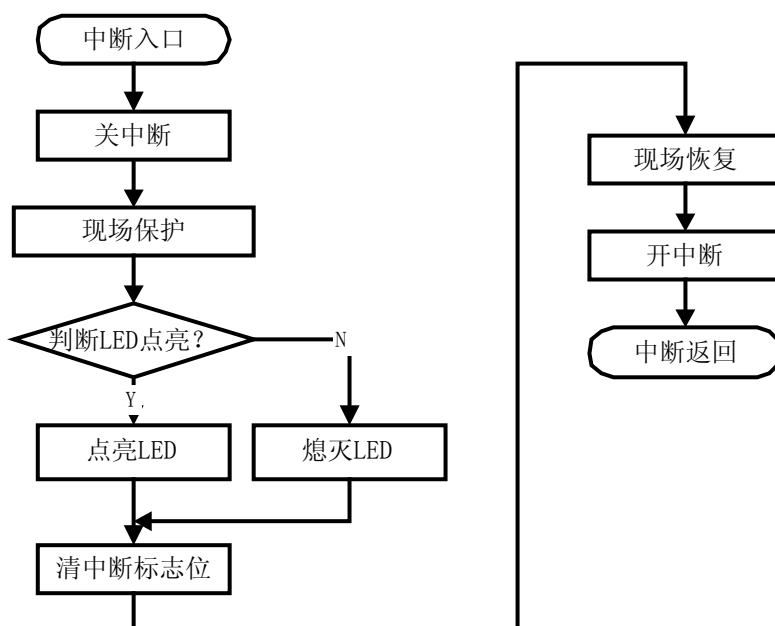 中断入口
关中断
现场保护
判断LED点亮?
N
Y
点亮LED
熄灭LED
清中断标志位
现场恢复
开中断
中断返回